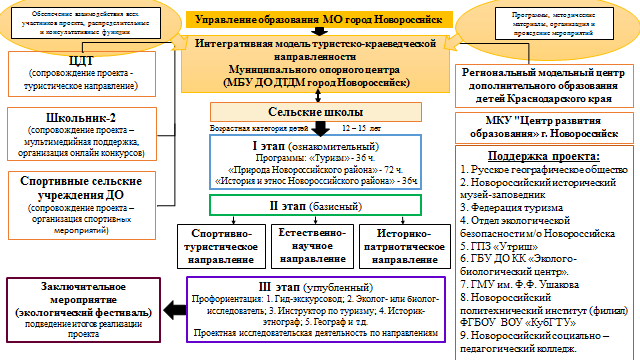 Обеспечение взаимодействия всех
участников проекта, распределительные
и консультативные функции
Управление образования МО город Новороссийск
Программы, методические
материалы, организация и
проведение мероприятий
Интегративная модель туристско-краеведческой
направленности
Муниципального опорного центра
(МБУ ДО ДТДМ город Новороссийск)
ЦДТ
(сопровождение проекта -
туристическое направление)
Школьник-2
(сопровождение проекта –
мультимедийная поддержка,
организация онлайн конкурсов)
Спортивные сельские
учреждения ДО
(сопровождение проекта –
организация спортивных
мероприятий)
Сельские школы
Возрастная категория детей 12 – 15 лет
I этап (ознакомительный)
Программы: «Туризм» - 36 ч.
«Природа Новороссийского района» - 72 ч.
«История и этнос Новороссийского района» - 36ч
II этап (базисный)
Спортивно-
туристическое
направление
Естественно-
научное
направление
Историко-
патриотическое
направление
III этап (углубленный)
Профориентация: 1. Гид-экскурсовод; 2. Эколог- или биолог-
исследователь; 3. Инструктор по туризму; 4. Историк-
этнограф; 5. Географ и т.д.
Проектная исследовательская деятельность по направлениям
Заключительное
мероприятие
(экологический фестиваль)
подведение итогов реализации
проекта
Региональный модельный центр
дополнительного образования
детей Краснодарского края
МКУ "Центр развития
образования» г. Новороссийск
Поддержка проекта:
1. Русское географическое общество
2. Новороссийский исторический
музей-заповедник
3. Федерация туризма
4. Отдел экологической
безопасности м/о Новороссийска
5. ГПЗ «Утриш»
6. ГБУ ДО КК «Эколого-
биологический центр».
7. ГМУ им. Ф.Ф. Ушакова
8. Новороссийский
политехнический институт (филиал)
ФГБОУ ВОУ «КубГТУ»
9. Новороссийский социально –
педагогический колледж.